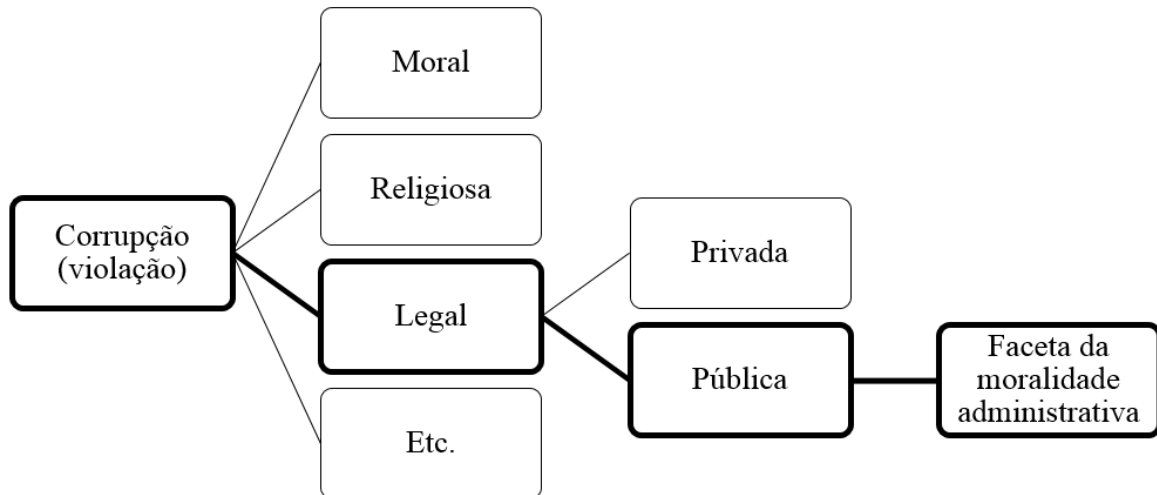 Moral
Religiosa
Corrupção
(violação)
Privada
Legal
Pública
Faceta da
moralidade
administrativa
Etc.